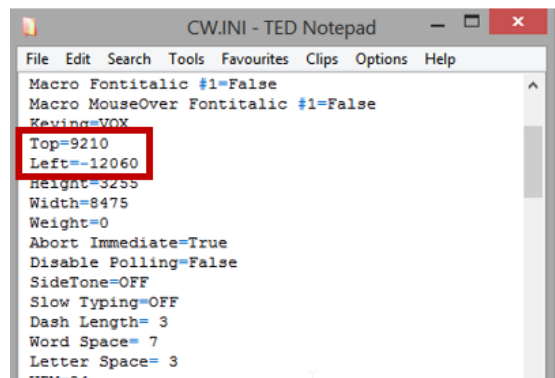 CW.INI - TED Notepad
File Edit Search Tools Favourites Clips Options Help
Macro Fontitalic #1=False
Macro MouseOver Fontitalic #1=False
Keying=VOX
Top=9210
Left=-12060
Height=3255
Width=8475
Weight=0
Abort Immediate=True
Disable Polling=False
SideTone=OFF
Slow Typing=OFF
Dash Length= 3
Word Space= 7
Letter Space= 3